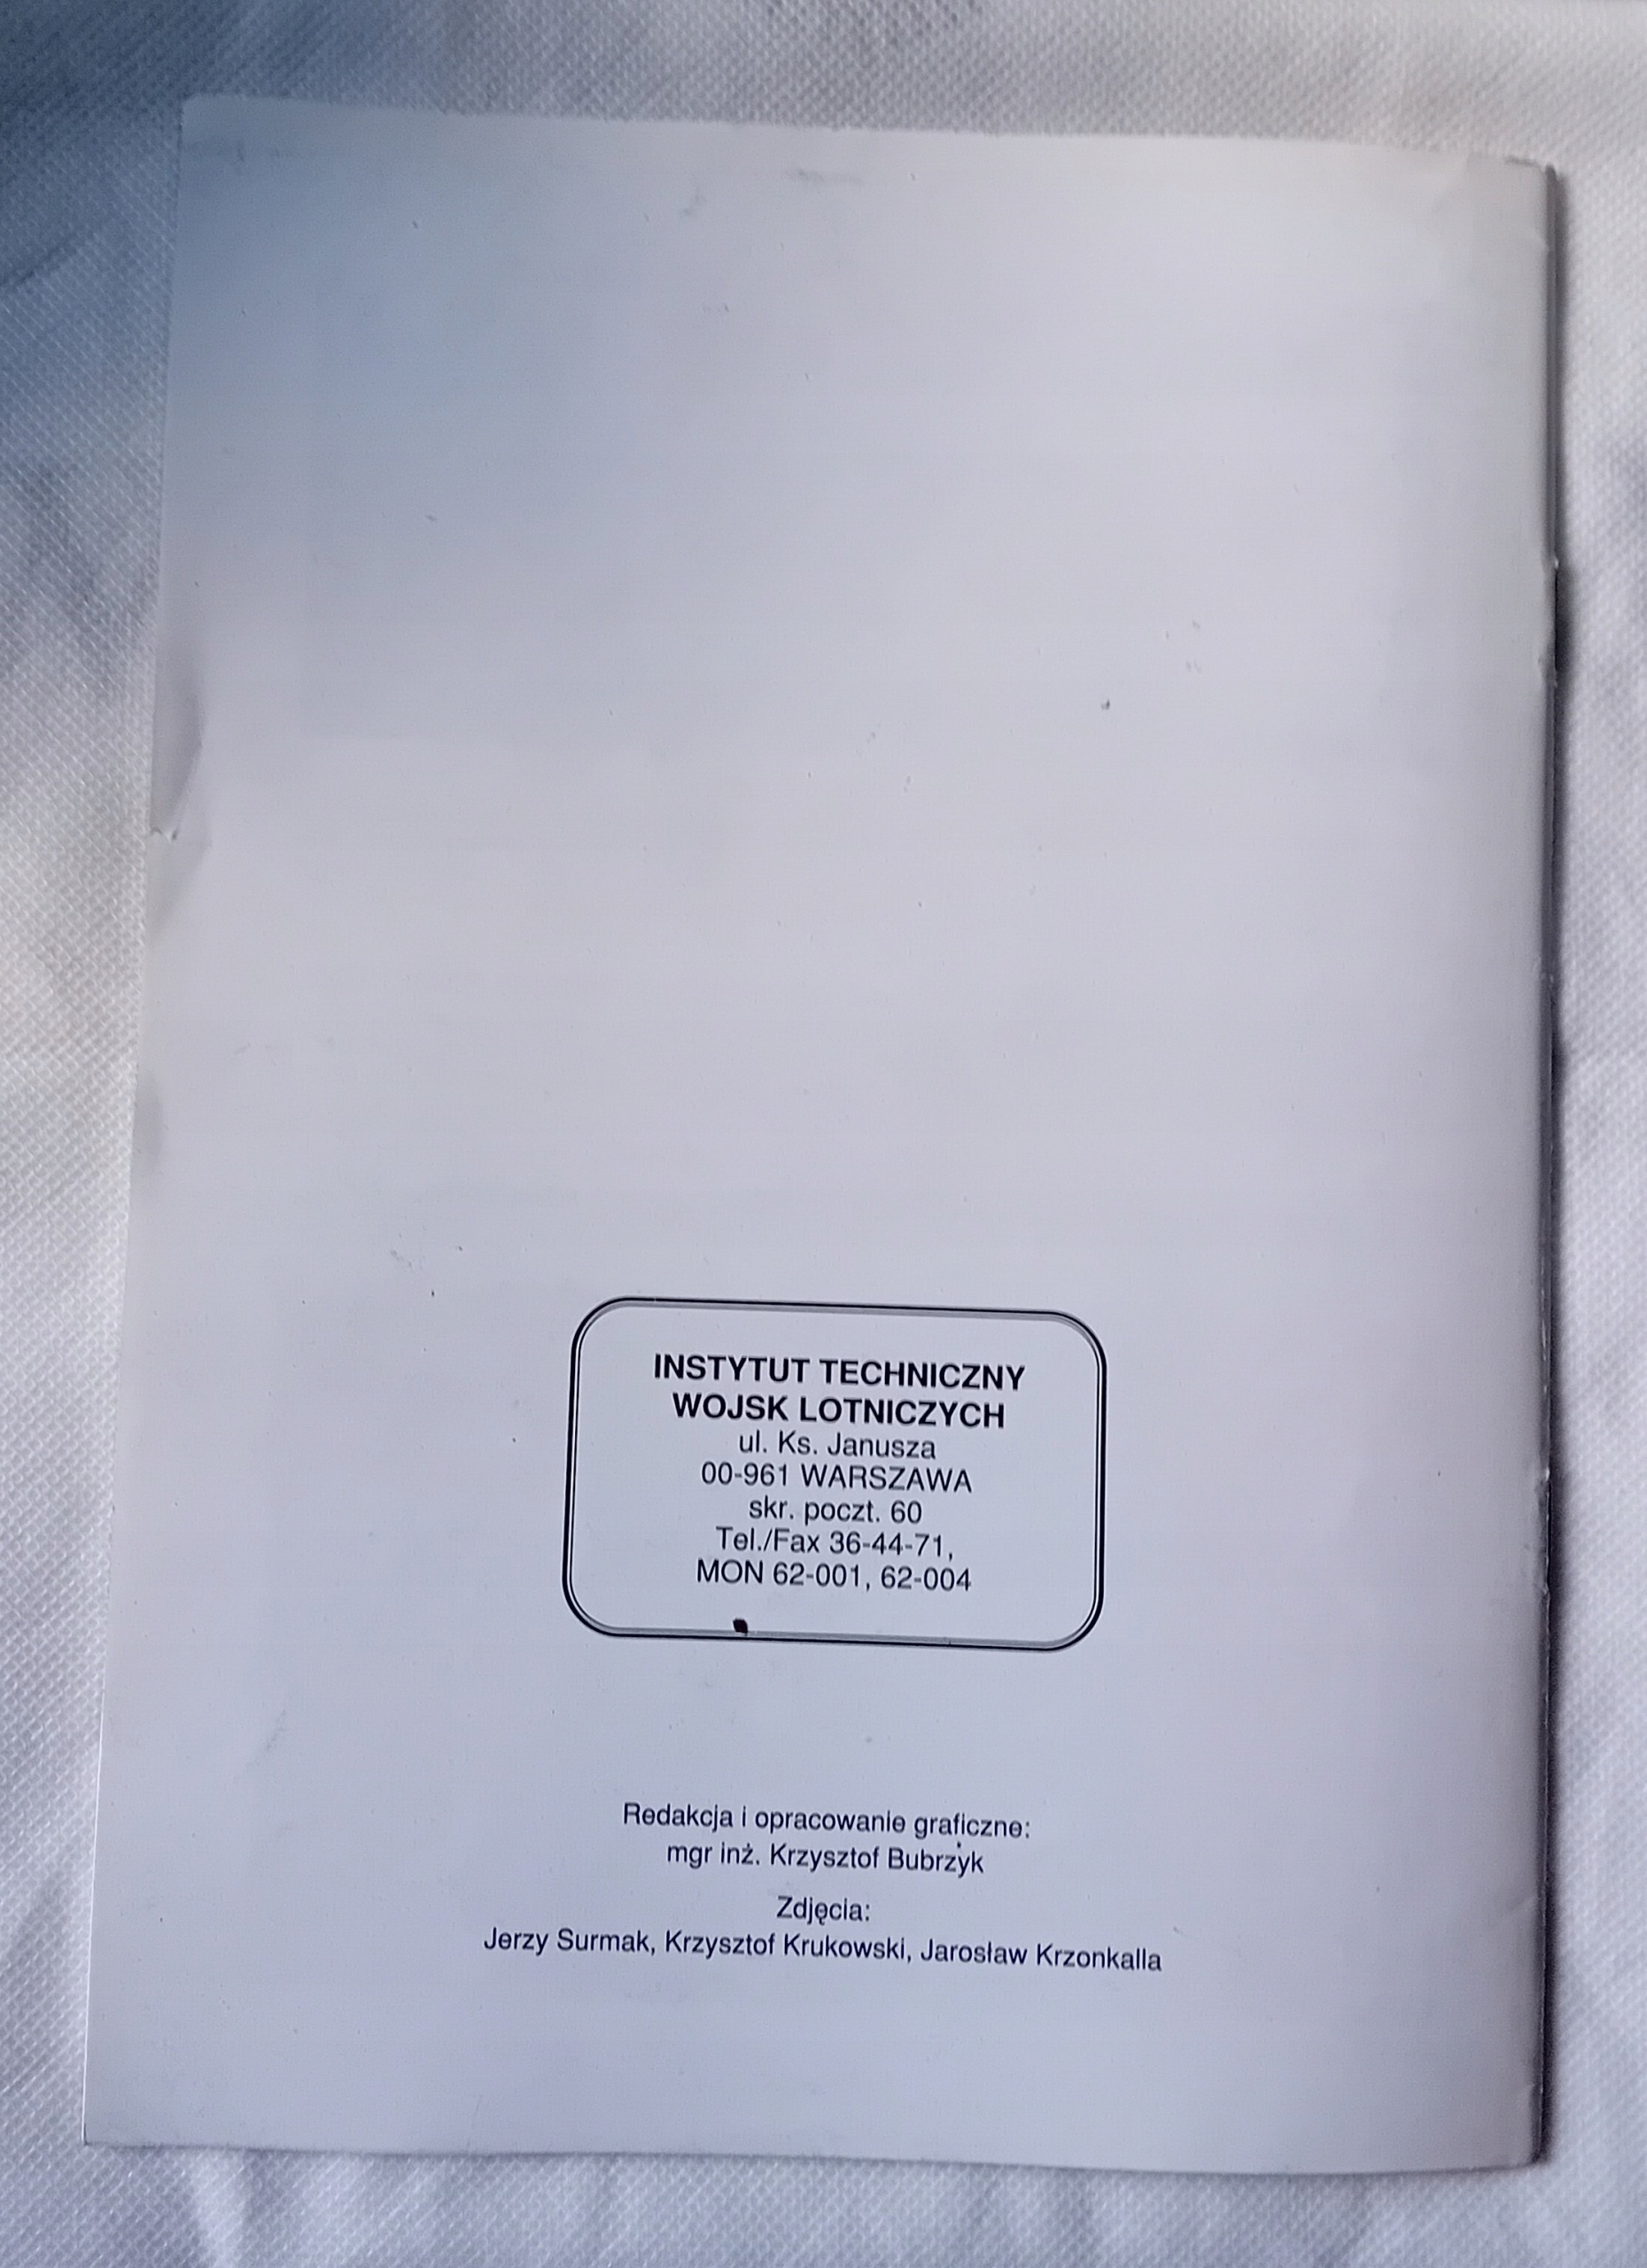 INSTYTUT TECHNICZNY
WOJSK LOTNICZYCH
ul. Ks. Janusza
00-961 WARSZAWA
skr. poczt. 60
Tel./Fax 36-44-71,
MON 62-001, 62-004
Redakcja i opracowanie graficzne:
mgr inż. Krzysztof Bubrzyk
Zdjęcia:
Jerzy Surmak, Krzysztof Krukowski, Jarosław Krzonkalla